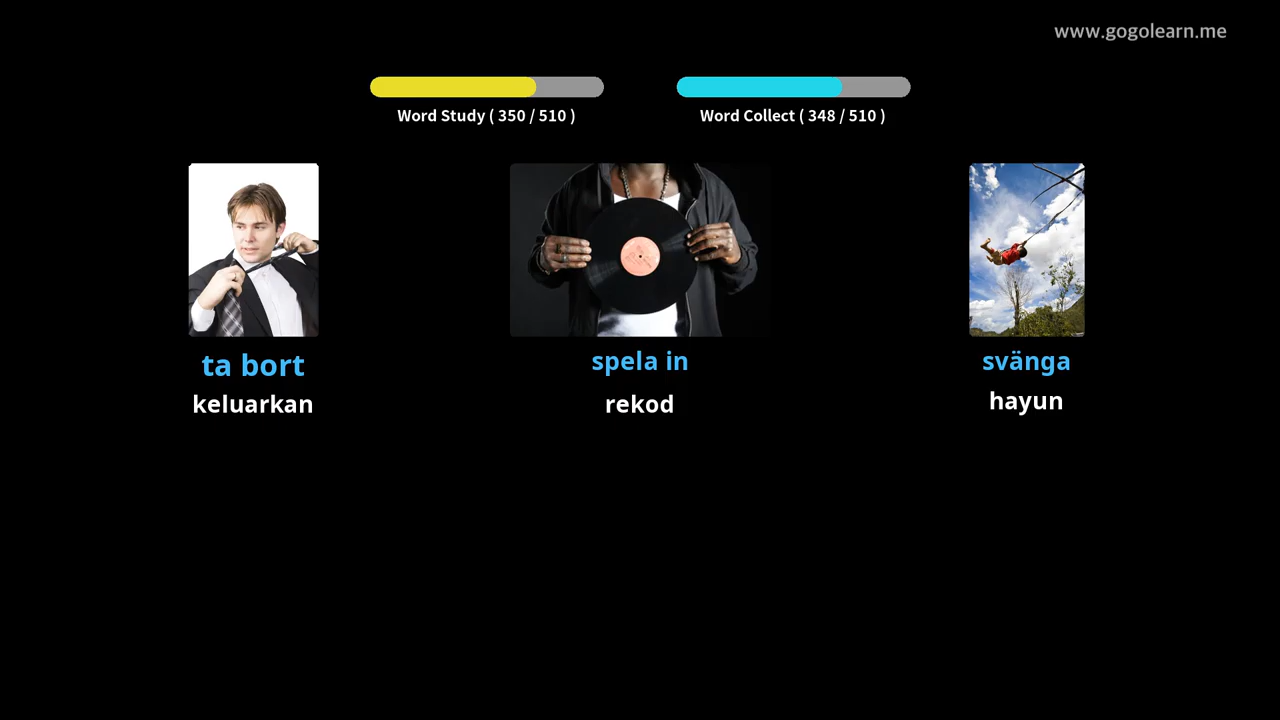 www.gogolearn.me
Word Study ( 350 / 510 )
Word Collect ( 348 / 510 )
ta bort
keluarkan
spela in
rekod
svänga
hayun